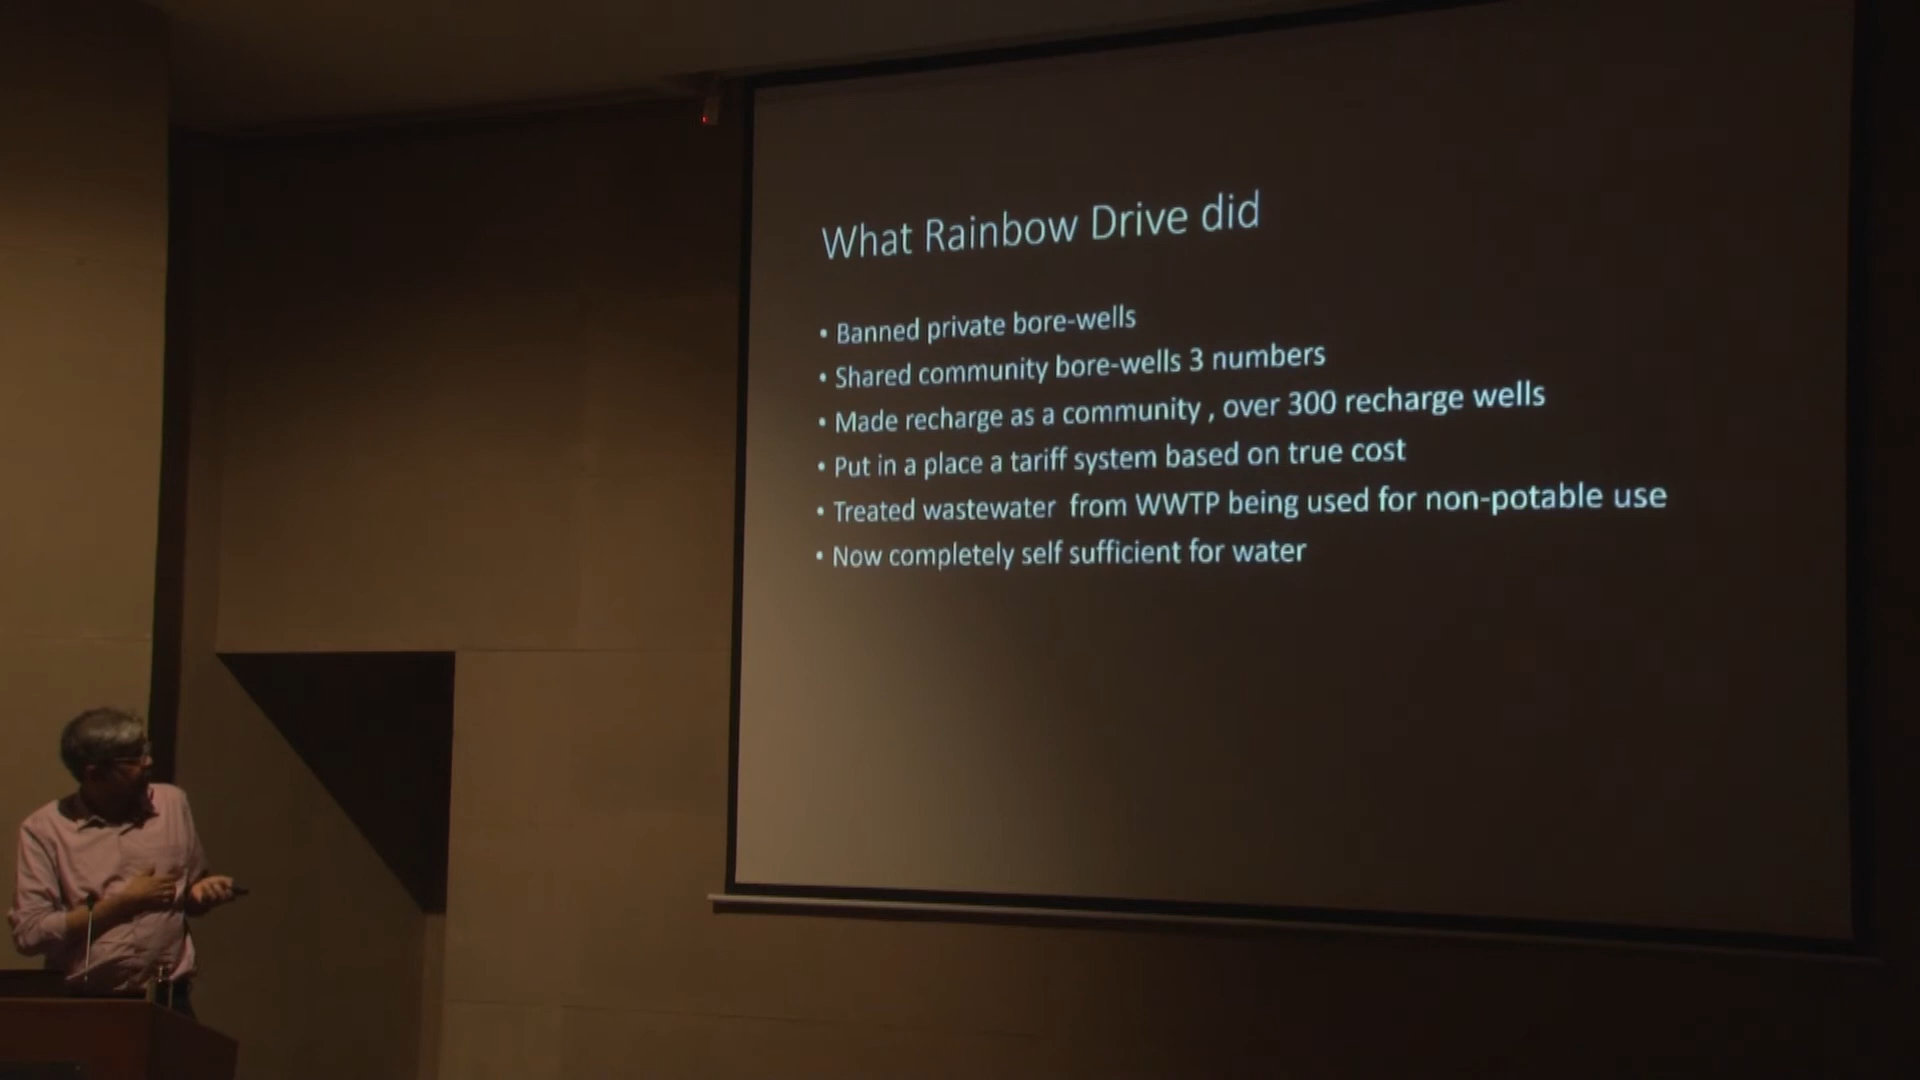 What Rainbow Drive did
• Banned private bore-wells
• Shared community bore-wells 3 numbers
• Made recharge as a community , over 300 recharge wells
• Put in a place a tariff system based on true cost
• Treated wastewater from WWTP being used for non-potable use
• Now completely self sufficient for water